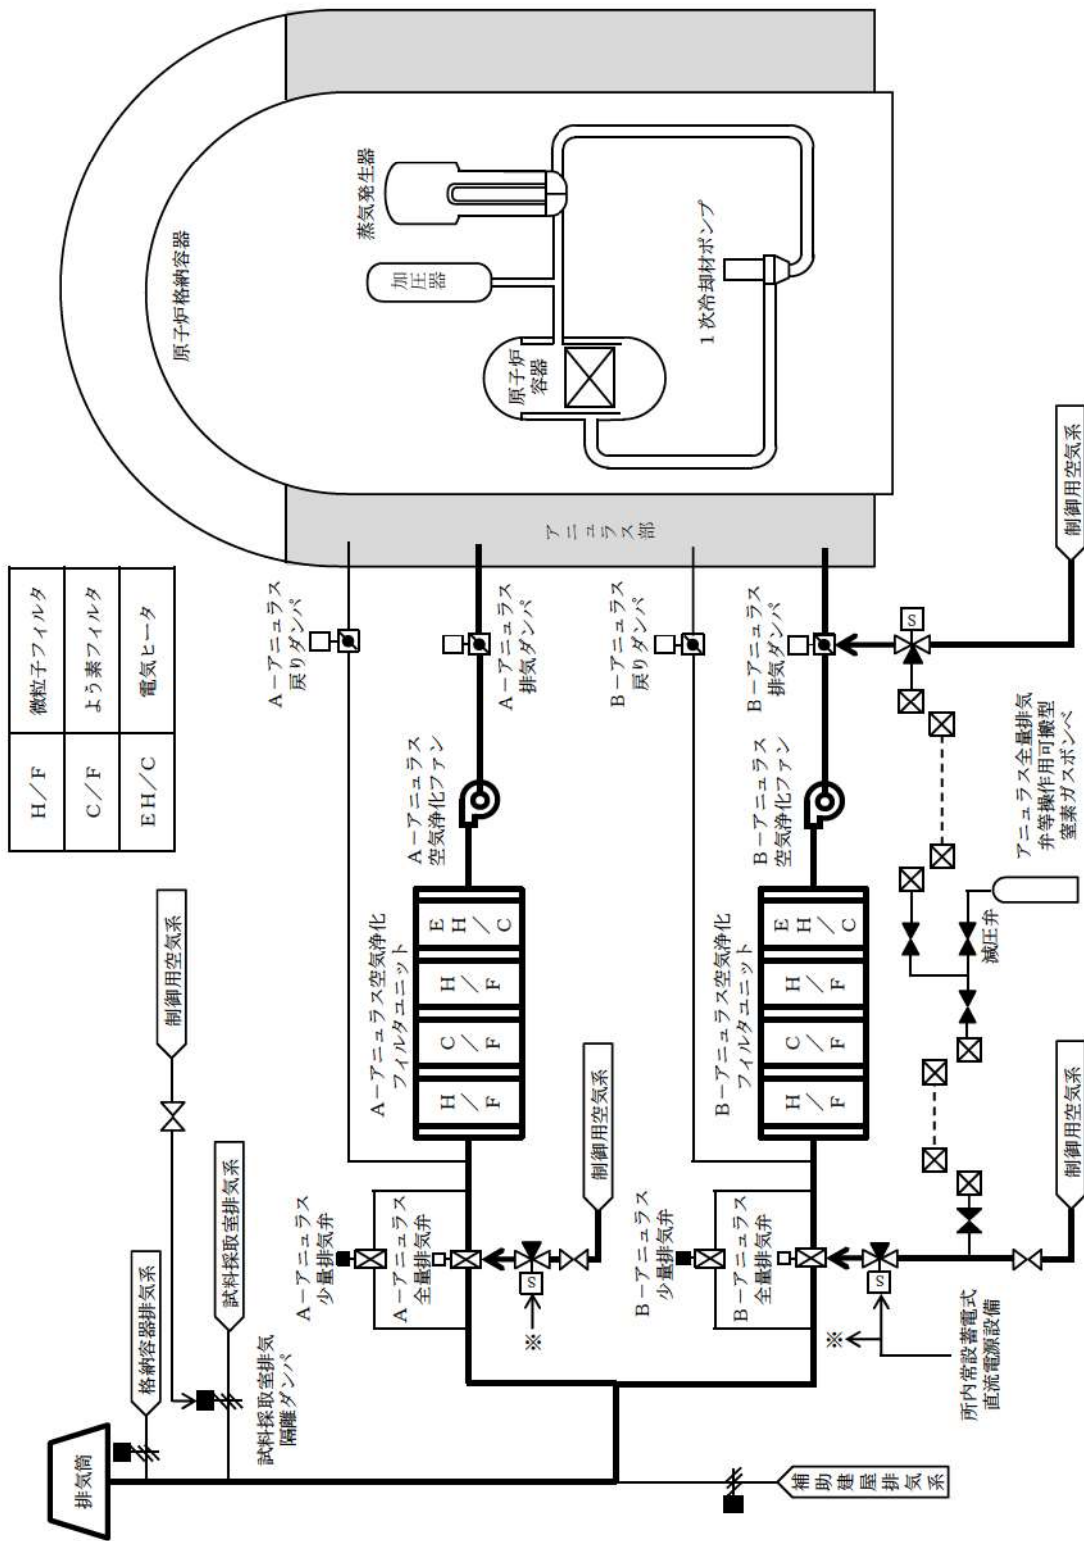 排気筒
格納容器排気系
試料採取室排気系
制御用空気系
試料採取室排気
隔離ダンパ
補助建屋排気系
H/F
微粒子フィルタ
C/F
よう素フィルタ
EH/C
電気ヒータ
原子炉格納容器
蒸気発生器
加圧器
原子炉
容器
1次冷却材ポンプ
アニュラス部
A-アニュラス
戻りダンパ
A-アニュラス
排気ダンパ
A-アニュラス
空気浄化ファン
A-アニュラス空気浄化
フィルタユニット
H/F
C/F
H/F
EH/C
A-アニュラス
少量排気弁
A-アニュラス
全量排気弁
S
※
制御用空気系
B-アニュラス
戻りダンパ
B-アニュラス
排気ダンパ
B-アニュラス
空気浄化ファン
B-アニュラス空気浄化
フィルタユニット
H/F
C/F
H/F
EH/C
B-アニュラス
少量排気弁
B-アニュラス
全量排気弁
S
※
所内常設蓄電式
直流電源設備
制御用空気系
減圧弁
アニュラス全量排気
弁等操作用可搬型
窒素ガスボンベ
S
制御用空気系